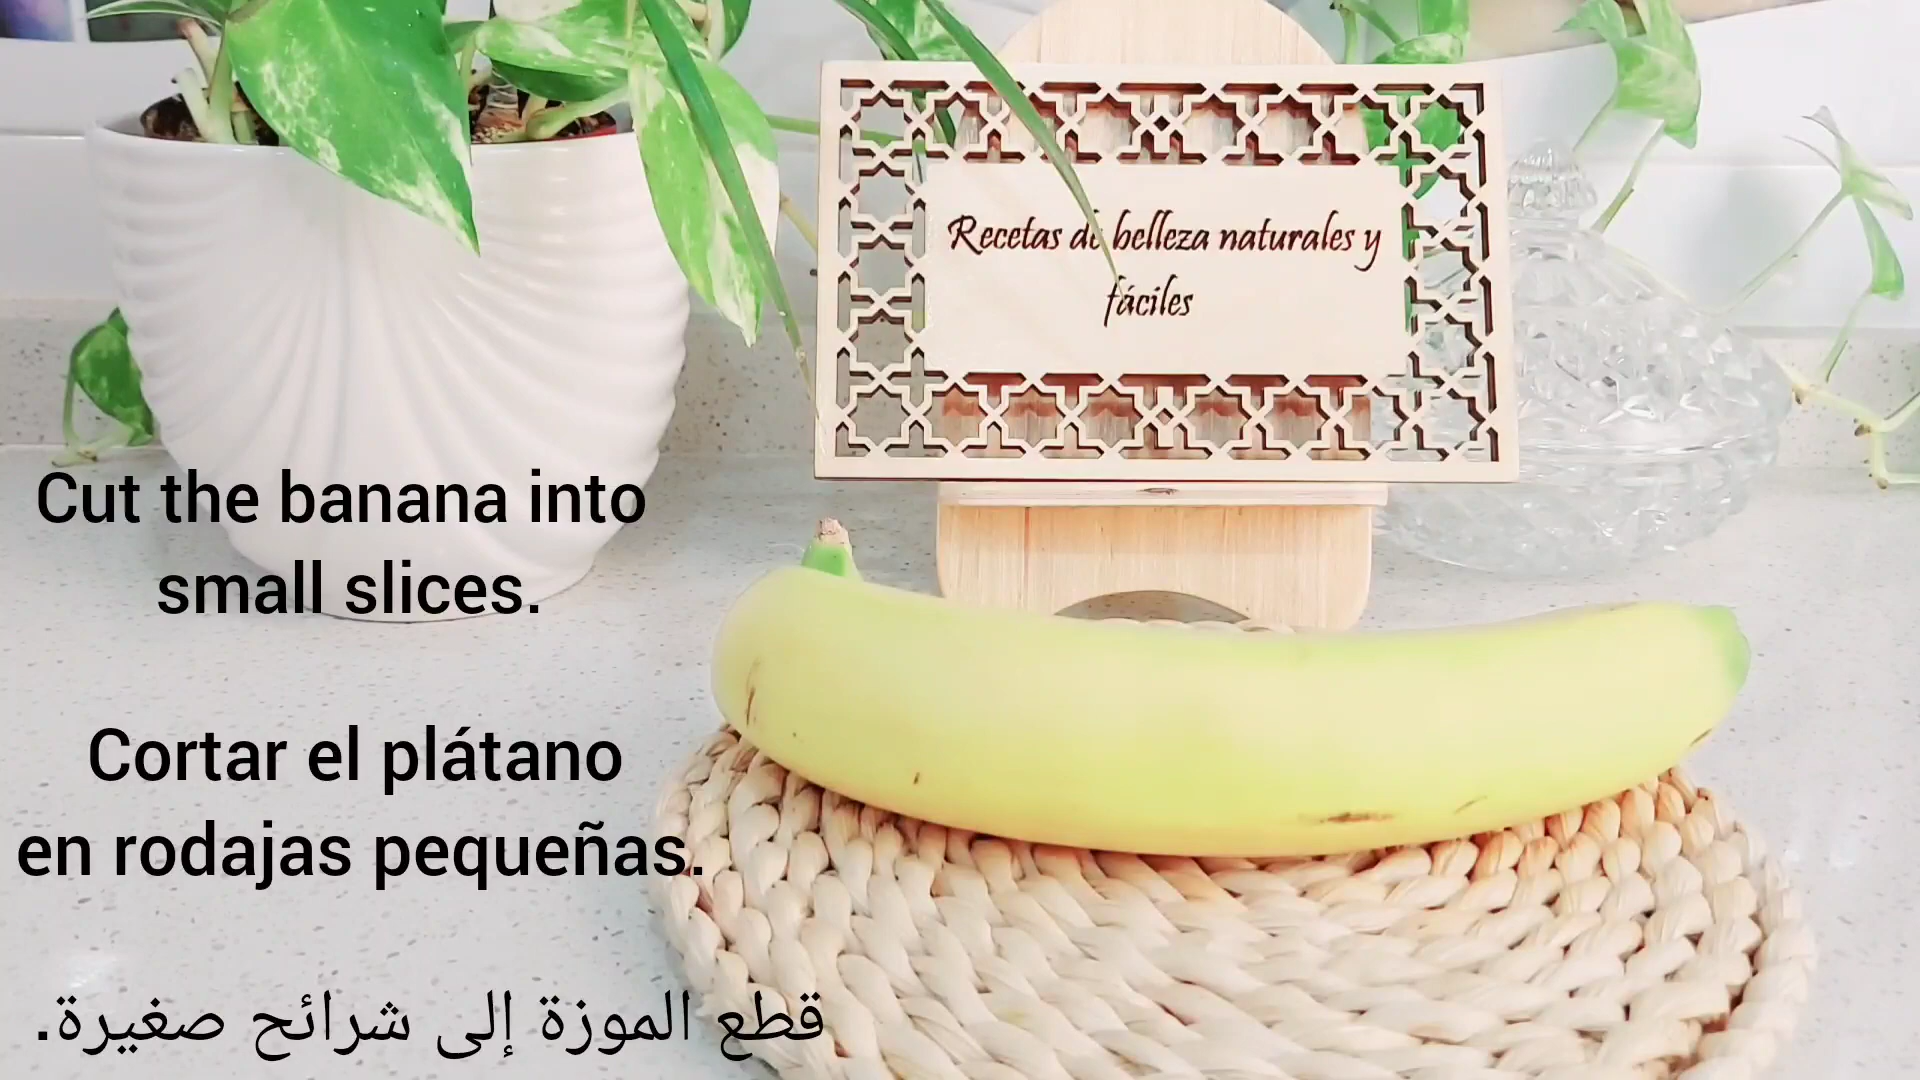 Recetas de belleza naturales y
fáciles
Cut the banana into
small slices.
Cortar el plátano
en rodajas pequeñas.
قطع الموزة إلى شرائح صغيرة.